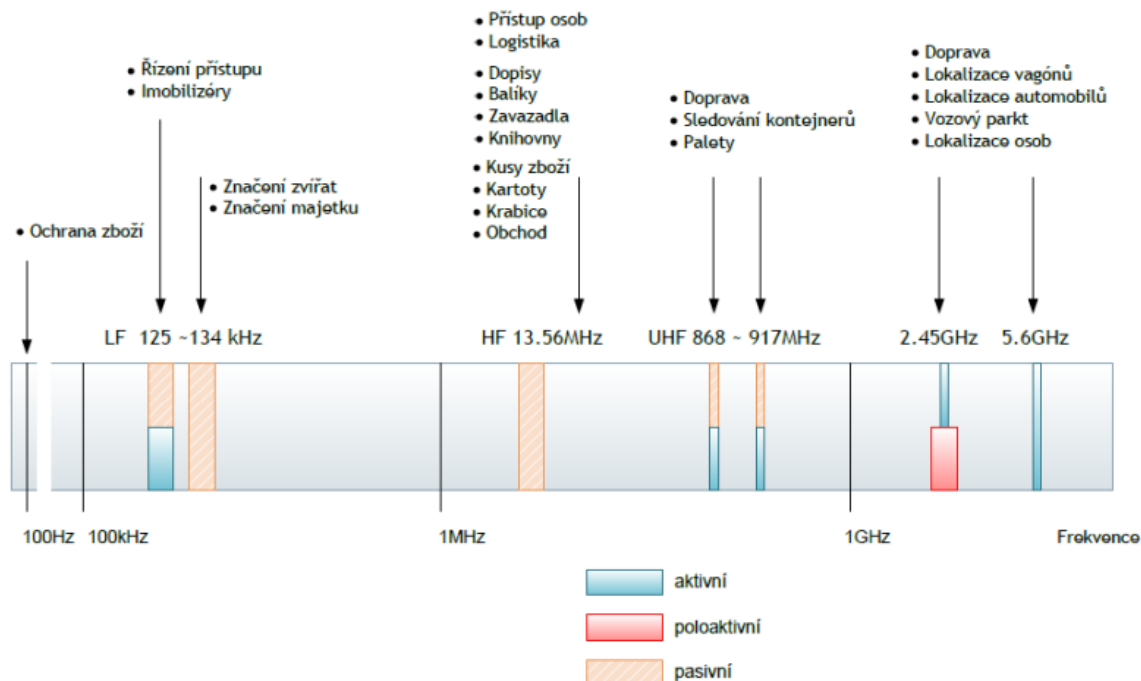 • Přístup osob
• Logistika
• Dopisy
• Balíky
• Zavazadla
• Knihovny
• Kusy zboží
• Kartoty
• Krabice
• Obchod
• Řízení přístupu
• Imobilizéry
• Doprava
• Sledování kontejnerů
• Palety
• Doprava
• Lokalizace vagónů
• Lokalizace automobilů
• Vozový parkt
• Lokalizace osob
• Značení zvířat
• Značení majetku
• Ochrana zboží
LF 125 ~134 kHz
HF 13.56MHz
UHF 868 ~ 917MHz
2.45GHz
5.6GHz
100Hz
100kHz
1MHz
1GHz
Frekvence
aktivní
poloaktivní
pasivní